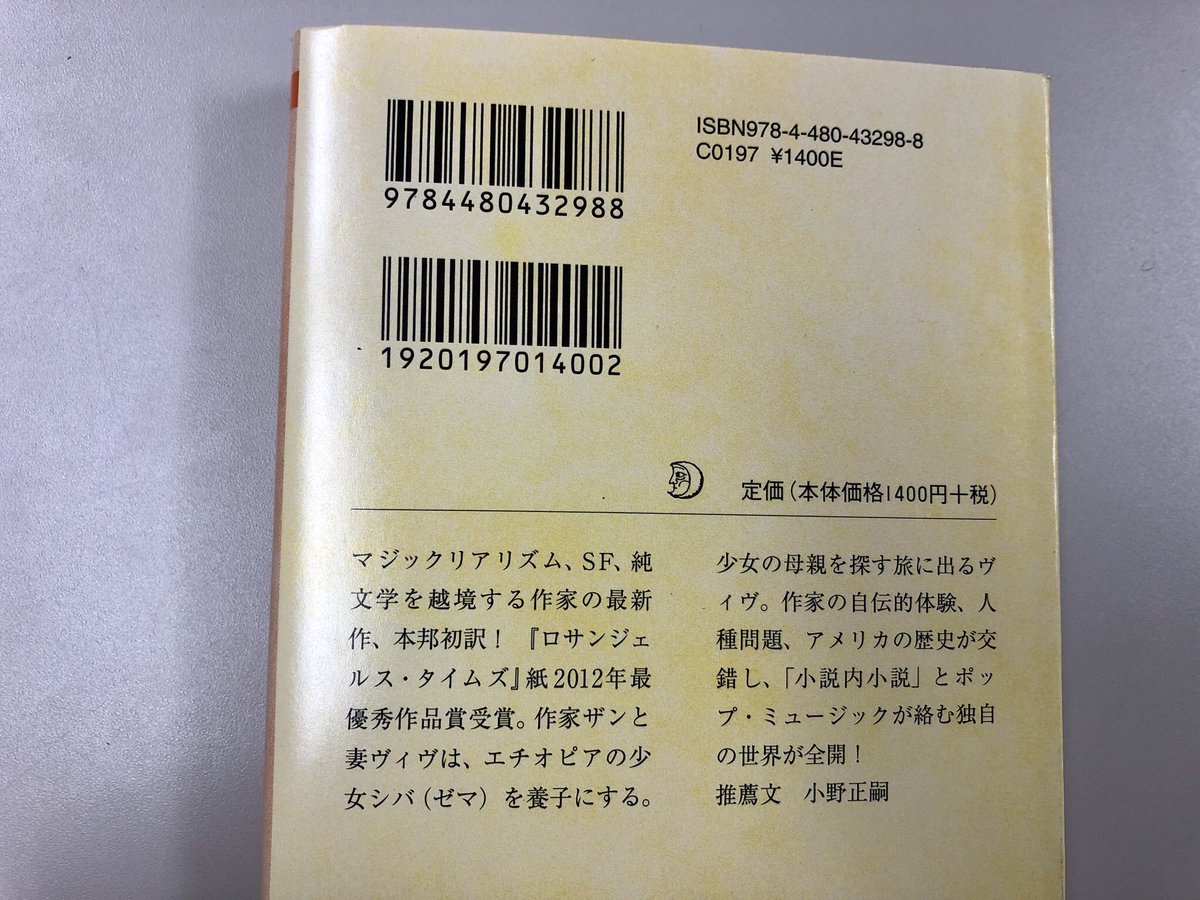 9784480432988
ISBN978-4-480-43298-8
C0197 ¥1400E
1920197014002
定価(本体価格1400円+税)
マジックリアリズム、SF、純
文学を越境する作家の最新
作、本邦初訳！『ロサンジェ
ルス・タイムズ』紙2012年最
優秀作品賞受賞。作家ザンと
妻ヴィヴは、エチオピアの少
女シバ(ゼマ)を養子にする。
少女の母親を探す旅に出るヴ
ィヴ。作家の自伝的体験、人
種問題、アメリカの歴史が交
錯し、「小説内小説」とポッ
プ・ミュージックが絡む独自
の世界が全開！
推薦文　小野正嗣